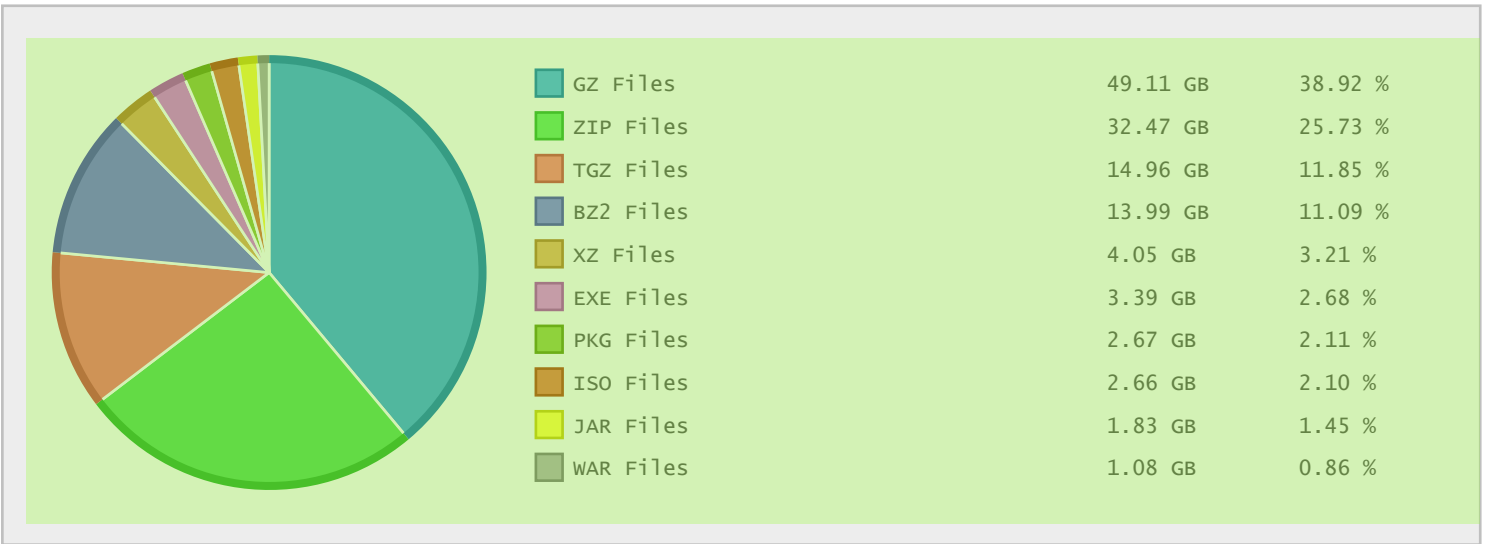 GZ Files 49.11 GB 38.92 %
ZIP Files 32.47 GB 25.73 %
TGZ Files 14.96 GB 11.85 %
BZ2 Files 13.99 GB 11.09 %
XZ Files 4.05 GB 3.21 %
EXE Files 3.39 GB 2.68 %
PKG Files 2.67 GB 2.11 %
ISO Files 2.66 GB 2.10 %
JAR Files 1.83 GB 1.45 %
WAR Files 1.08 GB 0.86 %